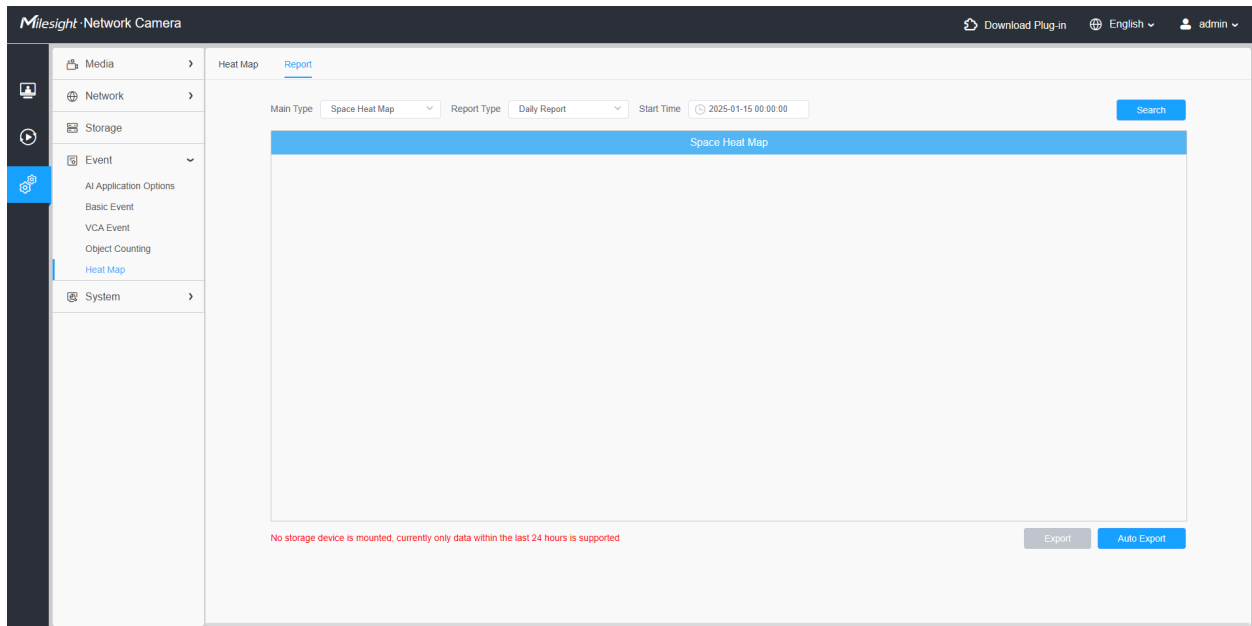 Milesight · Network Camera
Download Plug-in
English
admin
Media
Network
Storage
Event
AI Application Options
Basic Event
VCA Event
Object Counting
Heat Map
System
Heat Map Report
Main Type Space Heat Map Report Type Daily Report Start Time 2025-01-15 00:00:00 Search
Space Heat Map
No storage device is mounted, currently only data within the last 24 hours is supported
Export Auto Export